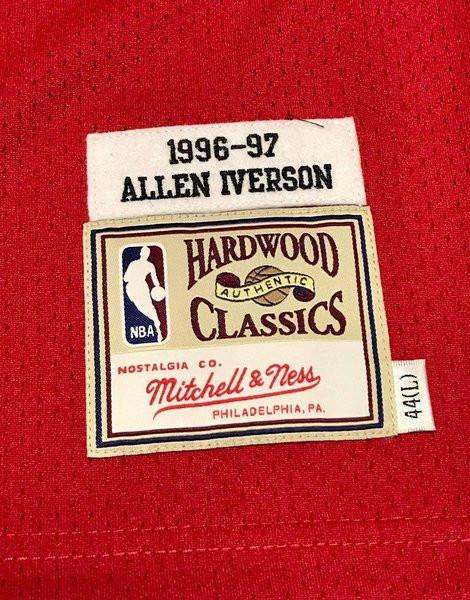 1996-97
ALLEN IVERSON
HARDWOOD
AUTHENTIC
CLASSICS
NBA
NOSTALGIA CO.
Mitchell & Ness
PHILADELPHIA, PA.
44(L)